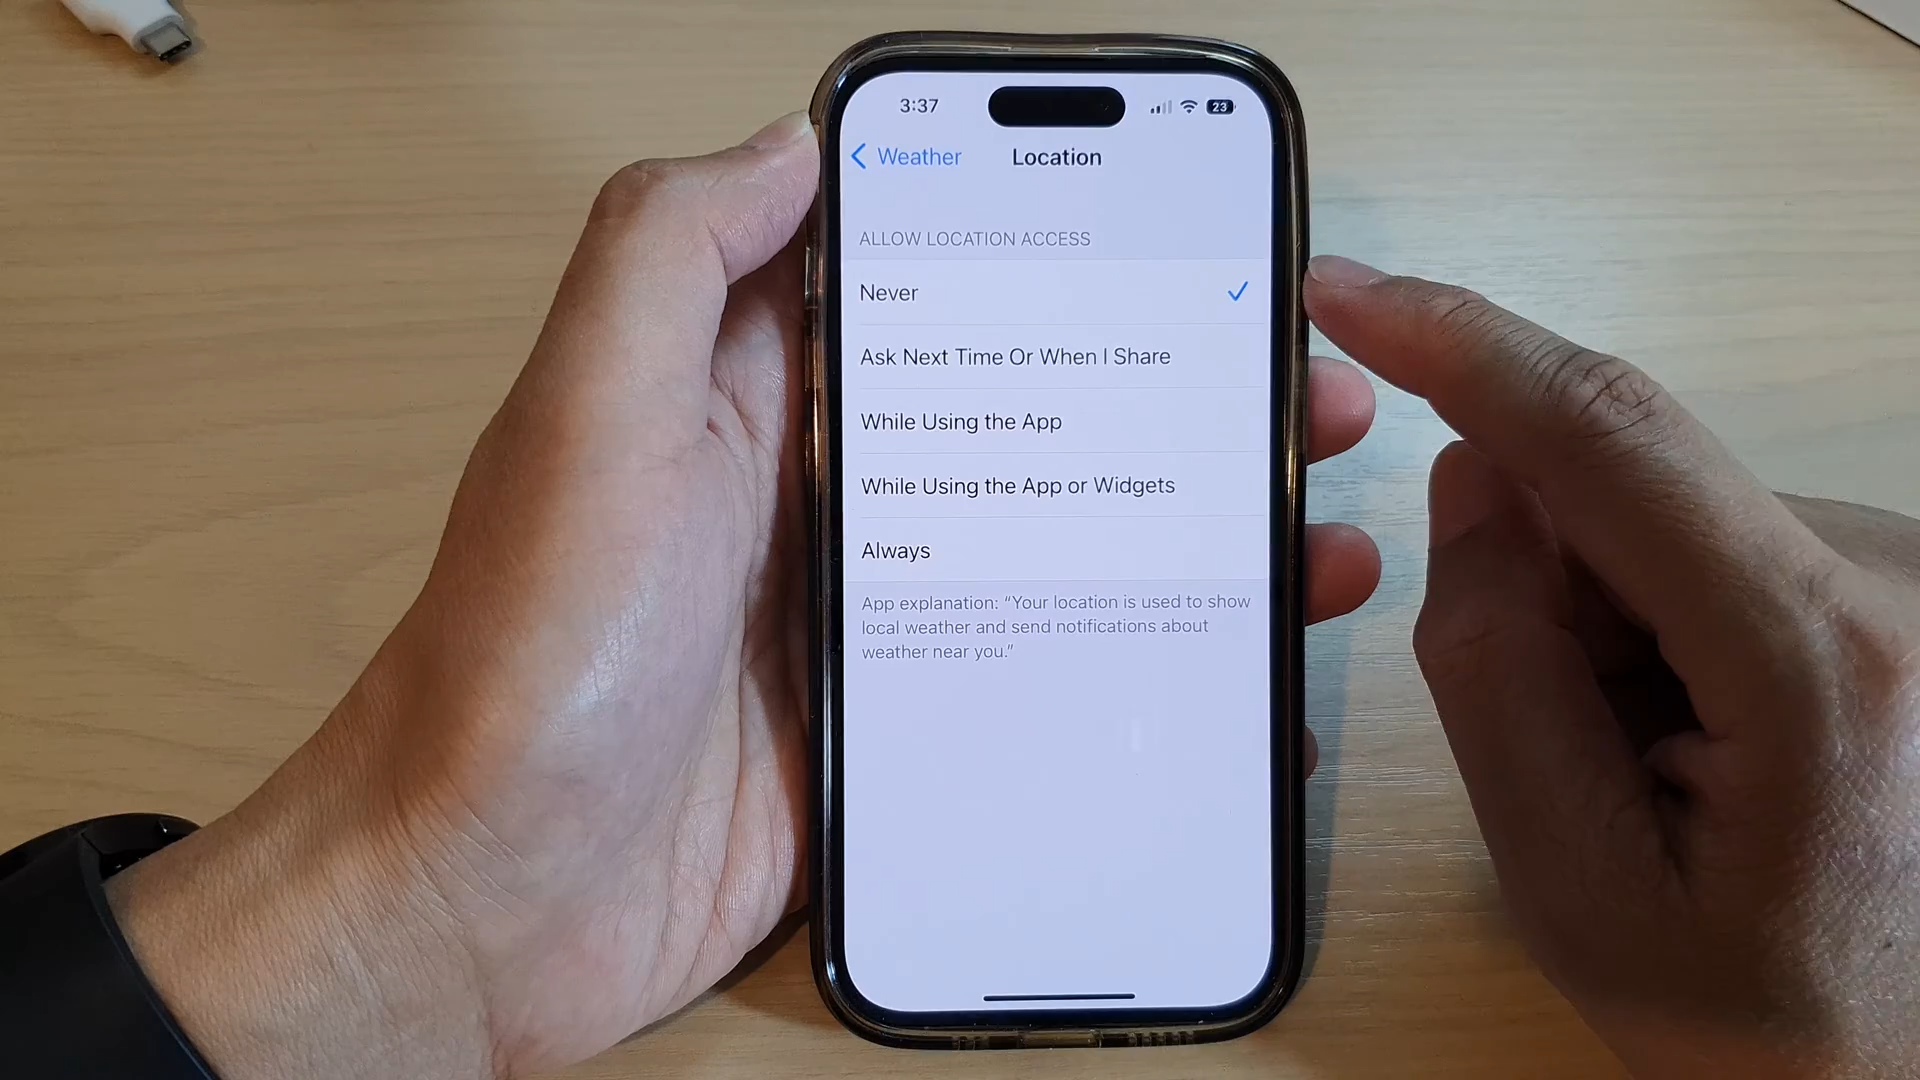 3:37
23
Weather
Location
ALLOW LOCATION ACCESS
Never
Ask Next Time Or When I Share
While Using the App
While Using the App or Widgets
Always
App explanation: “Your location is used to show
local weather and send notifications about
weather near you.”